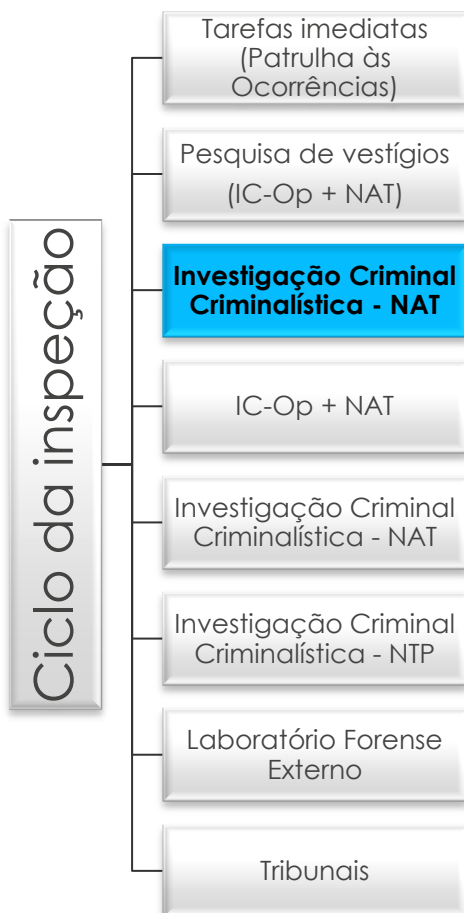 Ciclo da inspeção
Tarefas imediatas
(Patrulha às
Ocorrências)
Pesquisa de vestígios
(IC-Op + NAT)
Investigação Criminal
Criminalística - NAT
IC-Op + NAT
Investigação Criminal
Criminalística - NAT
Investigação Criminal
Criminalística - NTP
Laboratório Forense
Externo
Tribunais